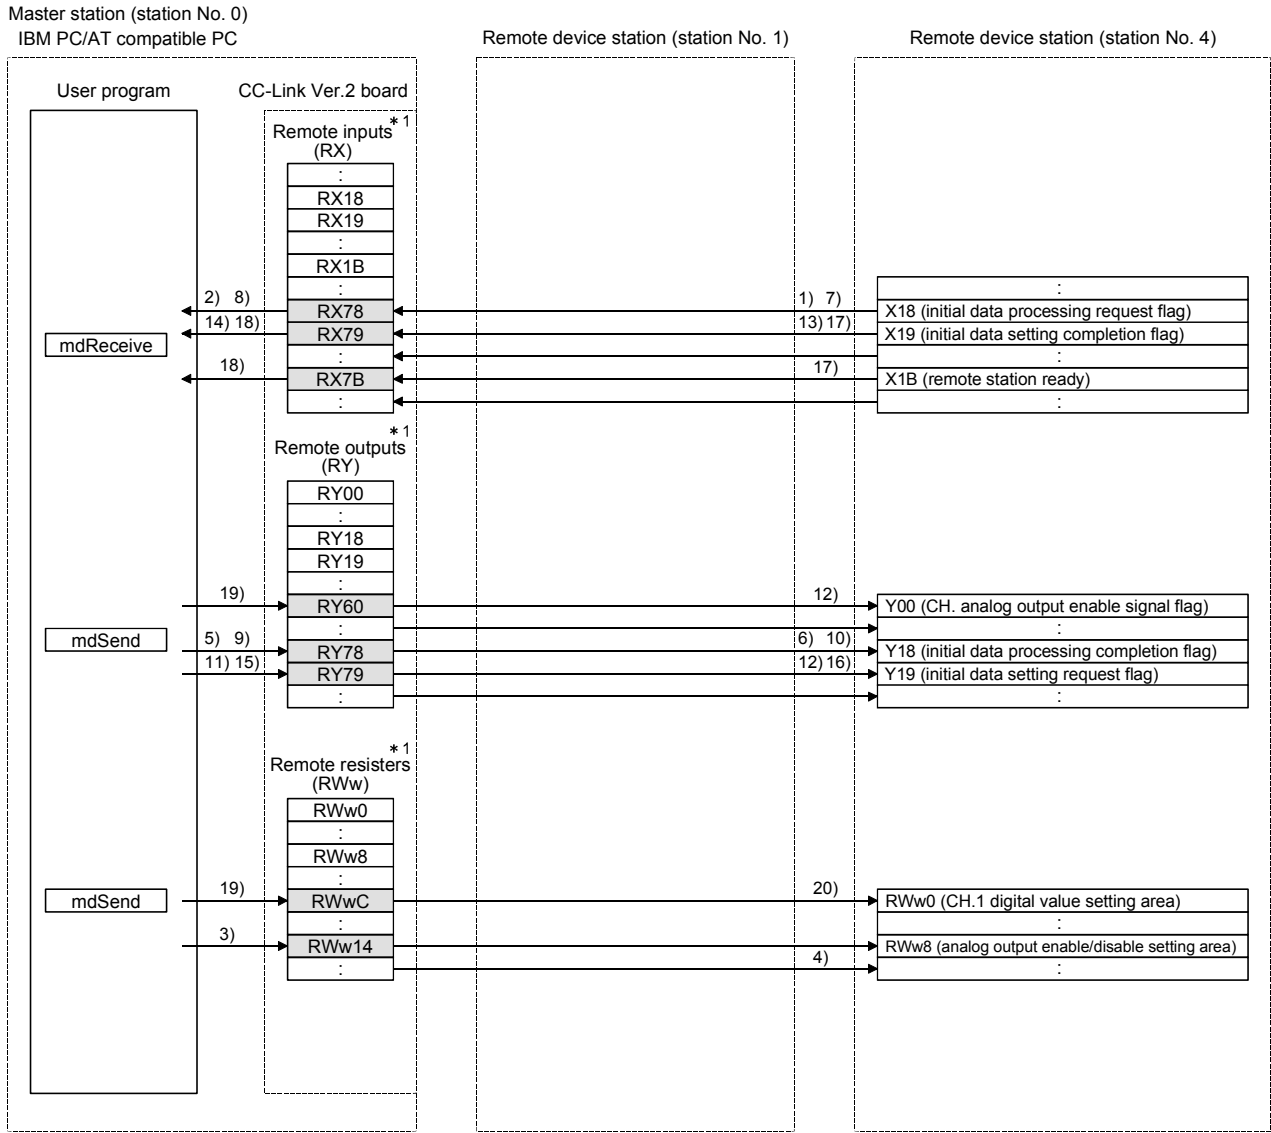 Master station (station No. 0)
IBM PC/AT compatible PC
Remote device station (station No. 1)
Remote device station (station No. 4)
User program
CC-Link Ver.2 board
Remote inputs *1
(RX)
:
RX18
RX19
:
RX1B
:
2) 8) RX78 1) 7) X18 (initial data processing request flag)
14) 18) RX79 13) 17) X19 (initial data setting completion flag)
mdReceive
: :
18) RX7B 17) X1B (remote station ready)
: :
Remote outputs *1
(RY)
RY00
:
RY18
RY19
:
19) RY60 12) Y00 (CH. analog output enable signal flag)
mdSend
: :
5) 9) RY78 6) 10) Y18 (initial data processing completion flag)
11) 15) RY79 12) 16) Y19 (initial data setting request flag)
: :
Remote resisters *1
(RWw)
RWw0
:
RWw8
:
mdSend 19) RWwC 20) RWw0 (CH.1 digital value setting area)
: :
3) RWw14 RWw8 (analog output enable/disable setting area)
: 4) :